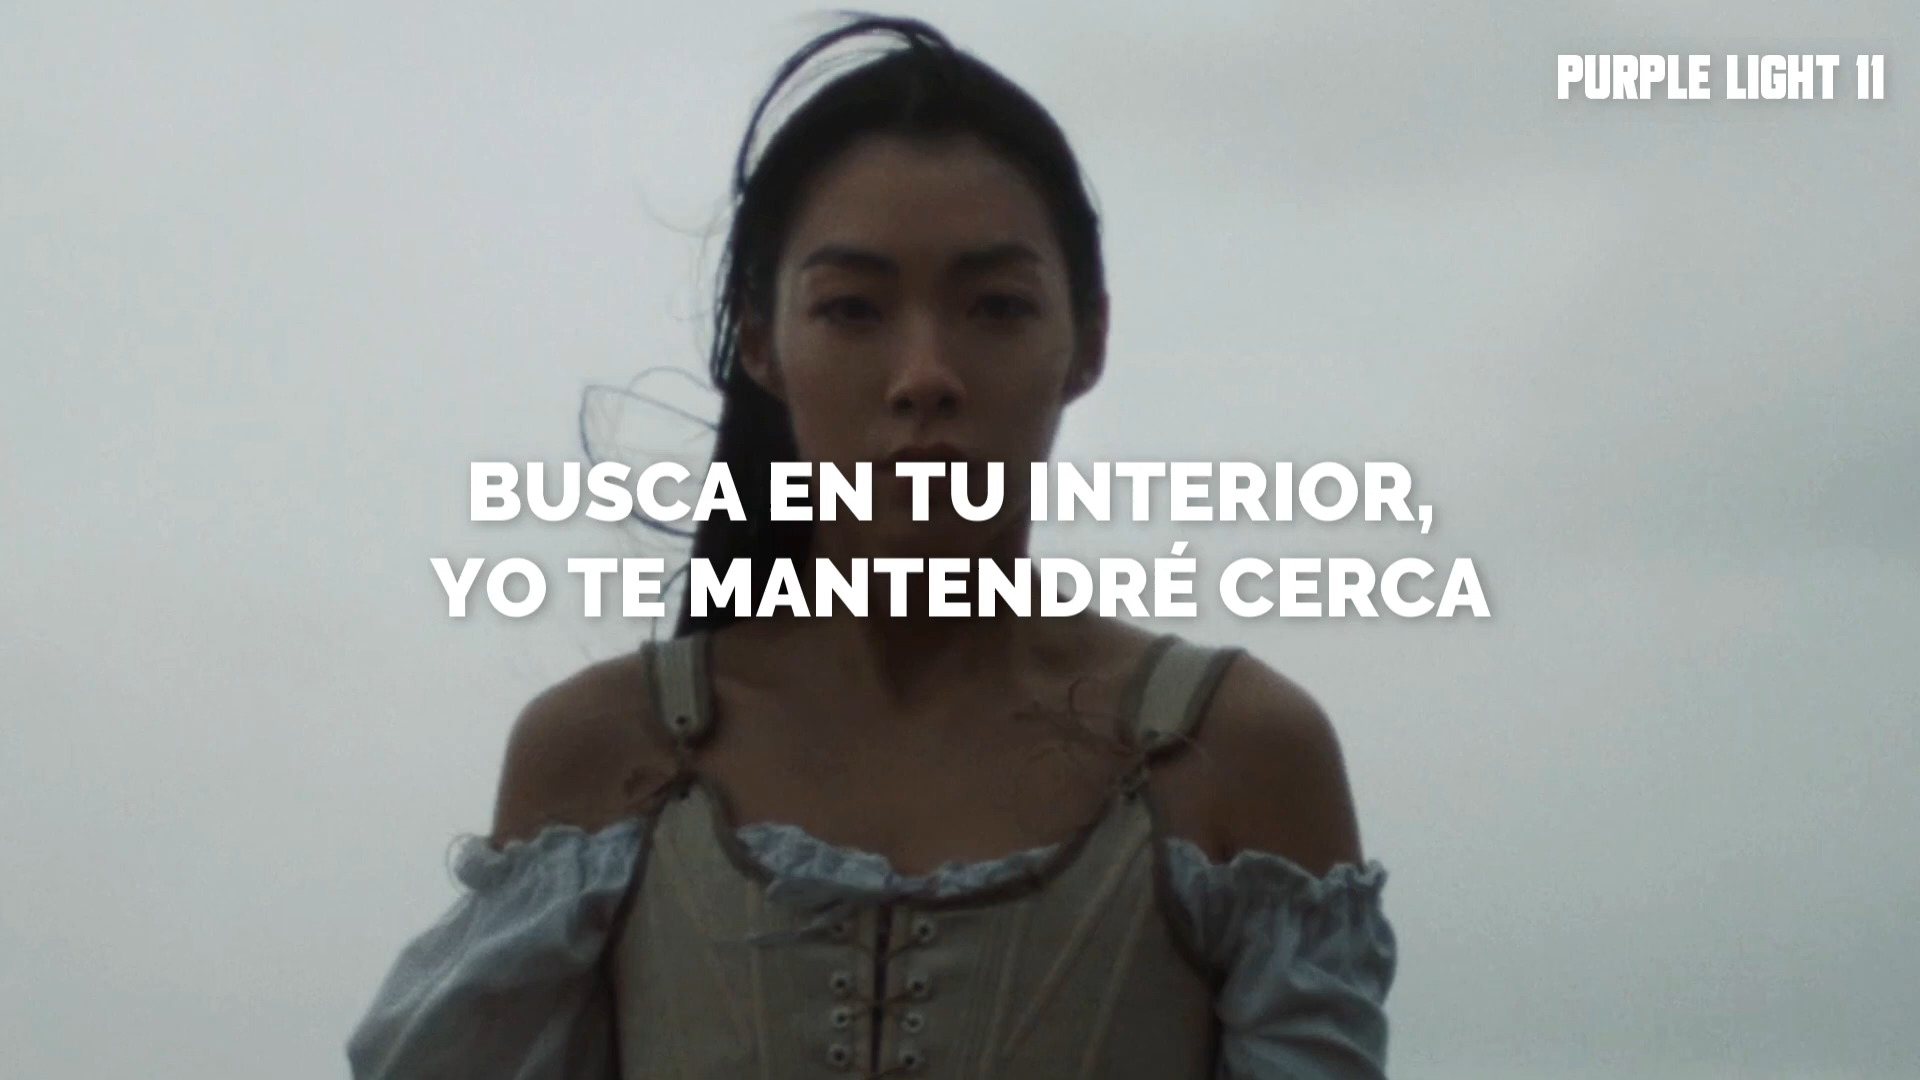 PURPLE LIGHT 11
BUSCA EN TU INTERIOR,
YO TE MANTENDRÉ CERCA